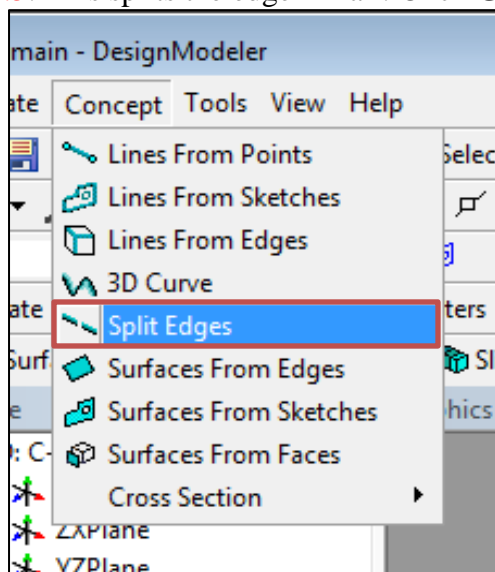 main - DesignModeler
Concept Tools View Help
Lines From Points
Lines From Sketches
Lines From Edges
3D Curve
Split Edges
Surfaces From Edges
Surfaces From Sketches
Surfaces From Faces
Cross Section
ZXPlane
YZPlane